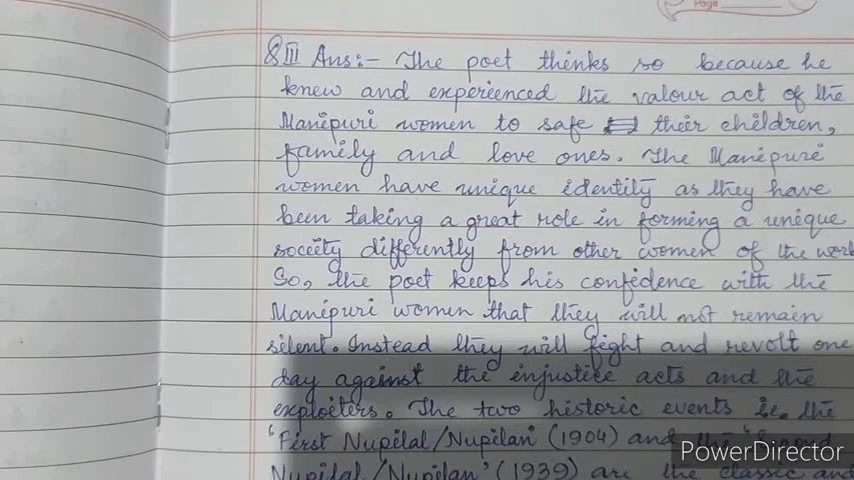 Page
QIII Ans:- The poet thinks so because he
knew and experienced the valour act of the
Manipuri women to safe their children,
family and love ones. The Manipuri
women have unique identity as they have
been taking a great role in forming a unique
soceity differently from other women of the worl
So, the poet keeps his confidence with the
Manipuri women that they will not remain
silent. Instead they will fight and revolt one
day against the injustice acts and the
exploiters. The two historic events i.e. the
'First Nupilal/Nupilan (1904) and the 'Second
Nupilal/Nupilan' (1939) are the classic and
PowerDirector